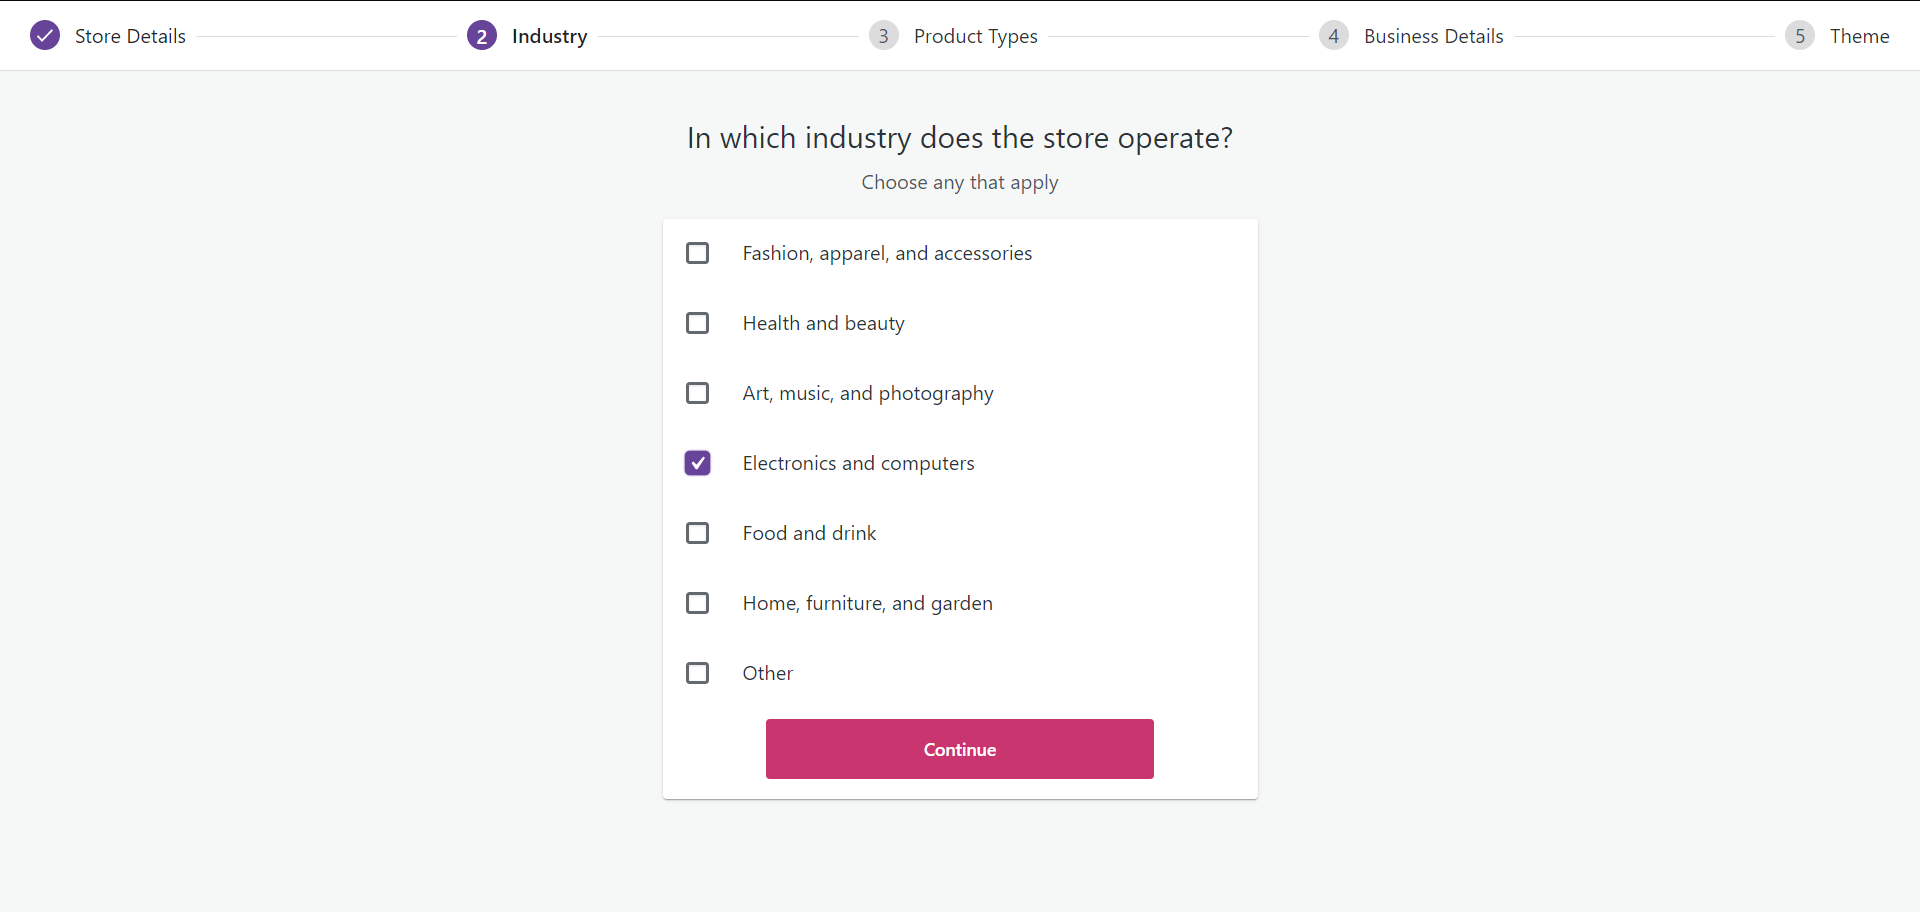 Store Details
2 Industry
3 Product Types
4 Business Details
5 Theme
In which industry does the store operate?
Choose any that apply
Fashion, apparel, and accessories
Health and beauty
Art, music, and photography
Electronics and computers
Food and drink
Home, furniture, and garden
Other
Continue